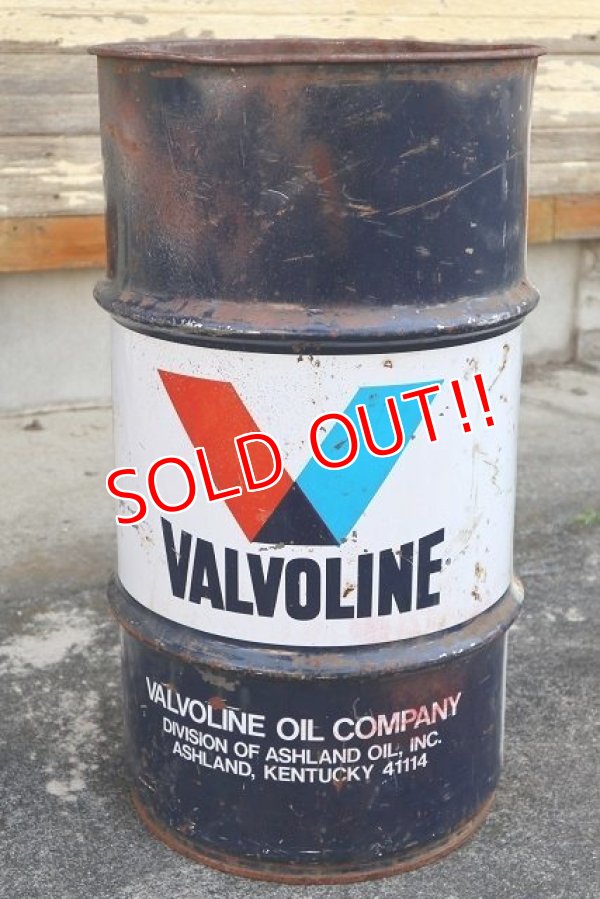 SOLD OUT!!
VALVOLINE
VALVOLINE OIL COMPANY
DIVISION OF ASHLAND OIL, INC.
ASHLAND, KENTUCKY 41114